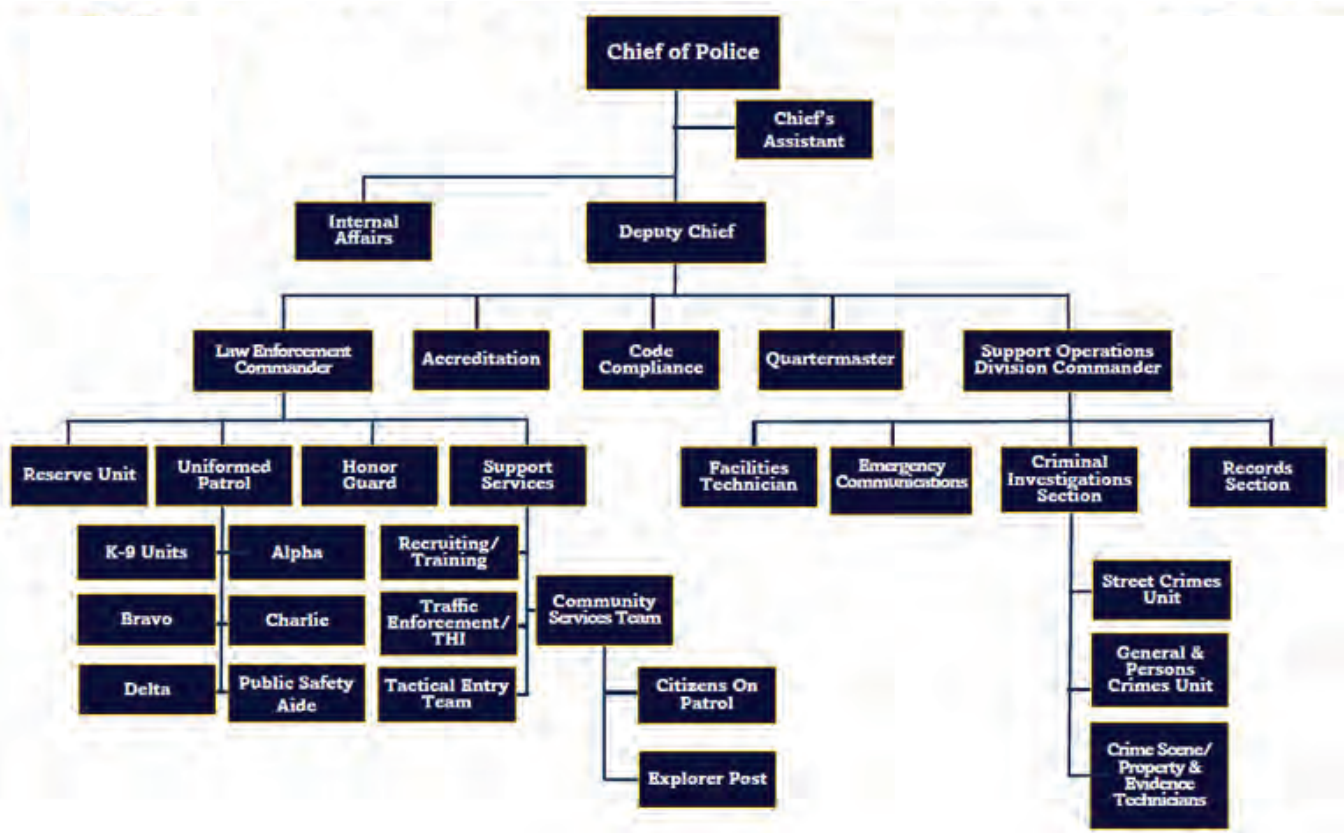 Chief of Police
Chief's
Assistant
Internal
Affairs
Deputy Chief
Law Enforcement
Commander
Accreditation
Code
Compliance
Quartermaster
Support Operations
Division Commander
Reserve Unit
Uniformed
Patrol
Honor
Guard
Support
Services
Facilities
Technician
Emergency
Communications
Criminal
Investigations
Section
Records
Section
K-9 Units
Alpha
Bravo
Charlie
Delta
Public Safety
Aide
Recruiting/
Training
Traffic
Enforcement/
THI
Tactical Entry
Team
Community
Services Team
Citizens On
Patrol
Explorer Post
Street Crimes
Unit
General &
Persons
Crimes Unit
Crime Scene/
Property &
Evidence
Technicians